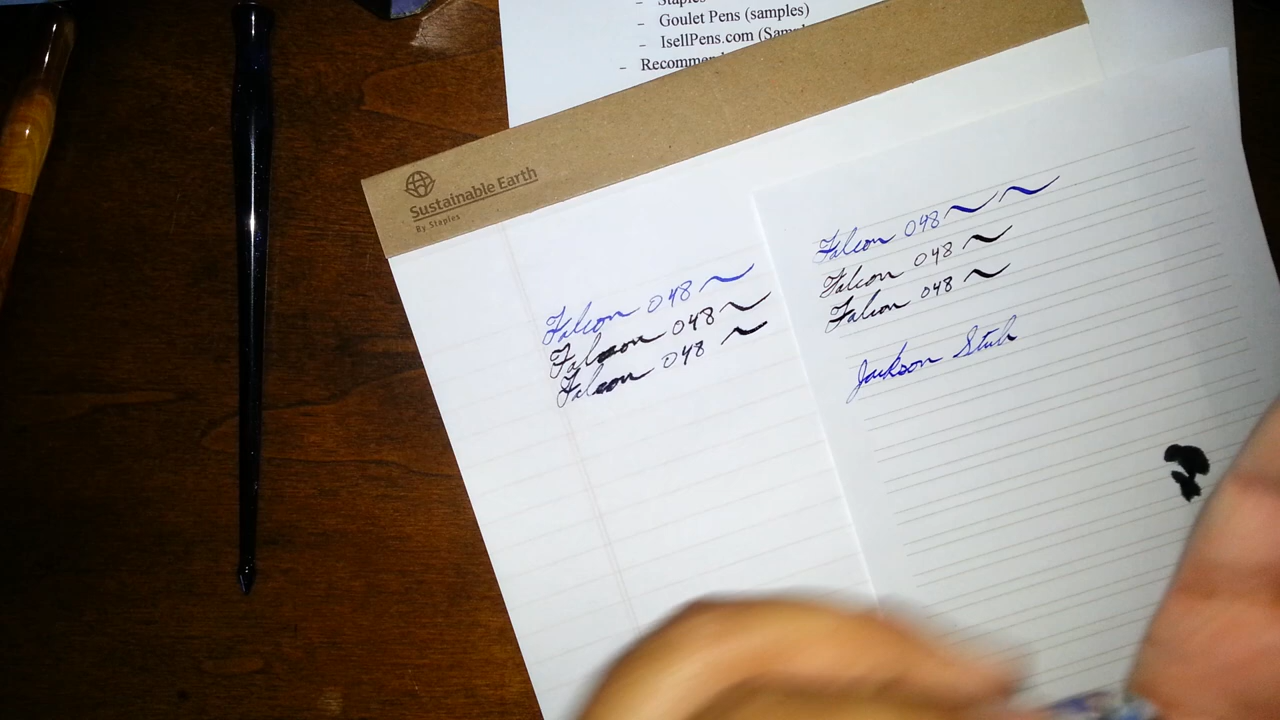 - Staples
- Goulet Pens (samples)
- IsellPens.com (Sam
- Recommen
Sustainable Earth
By Staples
Falcon 048
Falcon 048
Falcon 048
Falcon 048
Falcon 048
Falcon 048
Jackson Stub